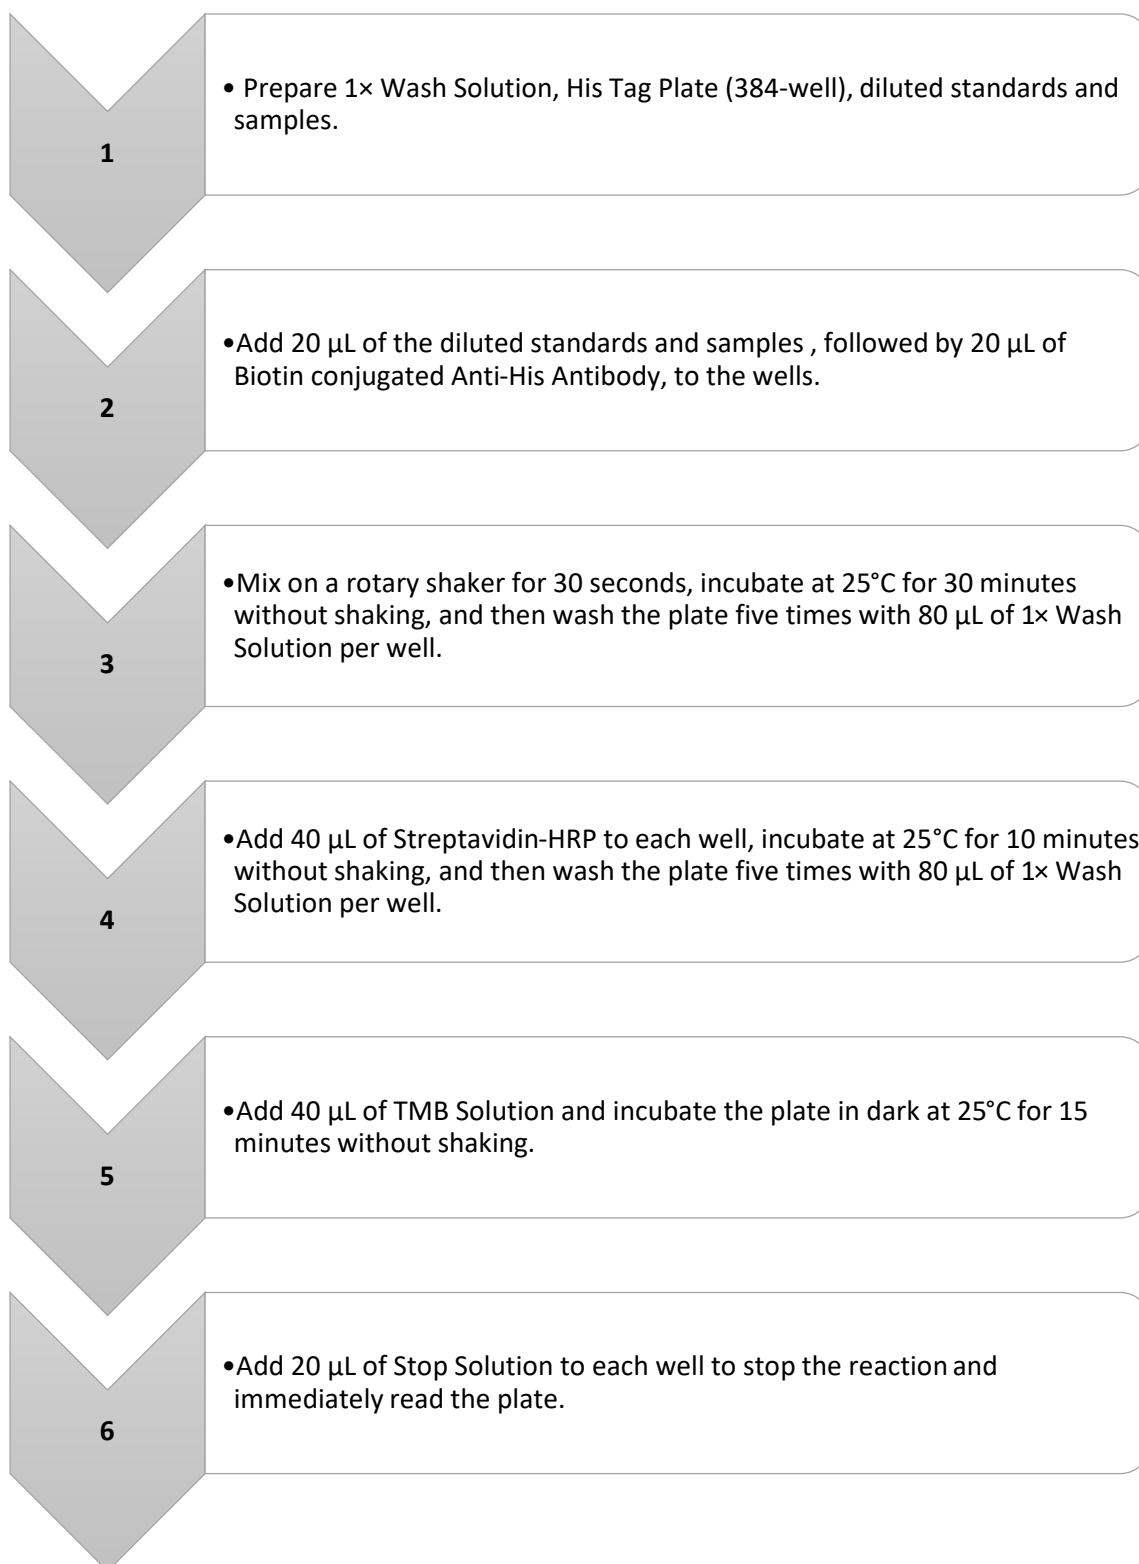 • Prepare 1× Wash Solution, His Tag Plate (384-well), diluted standards and
samples.
1
•Add 20 µL of the diluted standards and samples , followed by 20 µL of
Biotin conjugated Anti-His Antibody, to the wells.
2
•Mix on a rotary shaker for 30 seconds, incubate at 25°C for 30 minutes
without shaking, and then wash the plate five times with 80 µL of 1× Wash
Solution per well.
3
•Add 40 µL of Streptavidin-HRP to each well, incubate at 25°C for 10 minutes
without shaking, and then wash the plate five times with 80 µL of 1× Wash
Solution per well.
4
•Add 40 µL of TMB Solution and incubate the plate in dark at 25°C for 15
minutes without shaking.
5
•Add 20 µL of Stop Solution to each well to stop the reaction and
immediately read the plate.
6